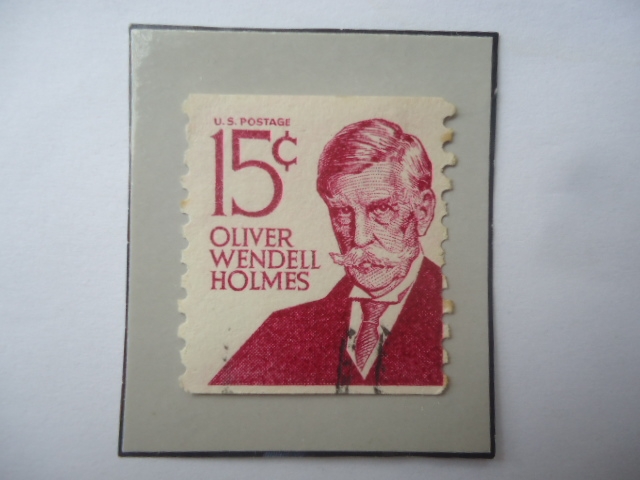 U.S. POSTAGE
15¢
OLIVER
WENDELL
HOLMES